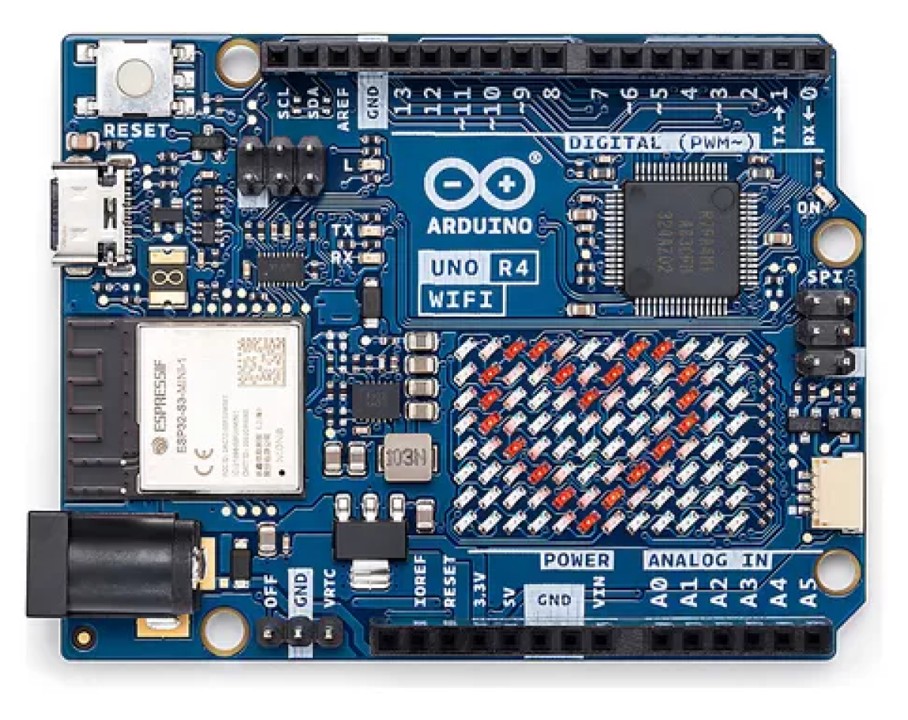 RESET
SCL
SDA
AREF
GND
13
12
~11
~10
~9
8
7
~6
~5
4
~3
2
TX→1
RX←0
DIGITAL (PWM~)
L
®
ARDUINO
TX
RX
UNO R4
WIFI
ON
SPI
8
ESPRESSIF
ESP32-S3-MINI-1
CE
103N
OFF
GND
VRTC
IOREF
RESET
3.3V
5V
GND
VIN
POWER
ANALOG IN
A0
A1
A2
A3
A4
A5